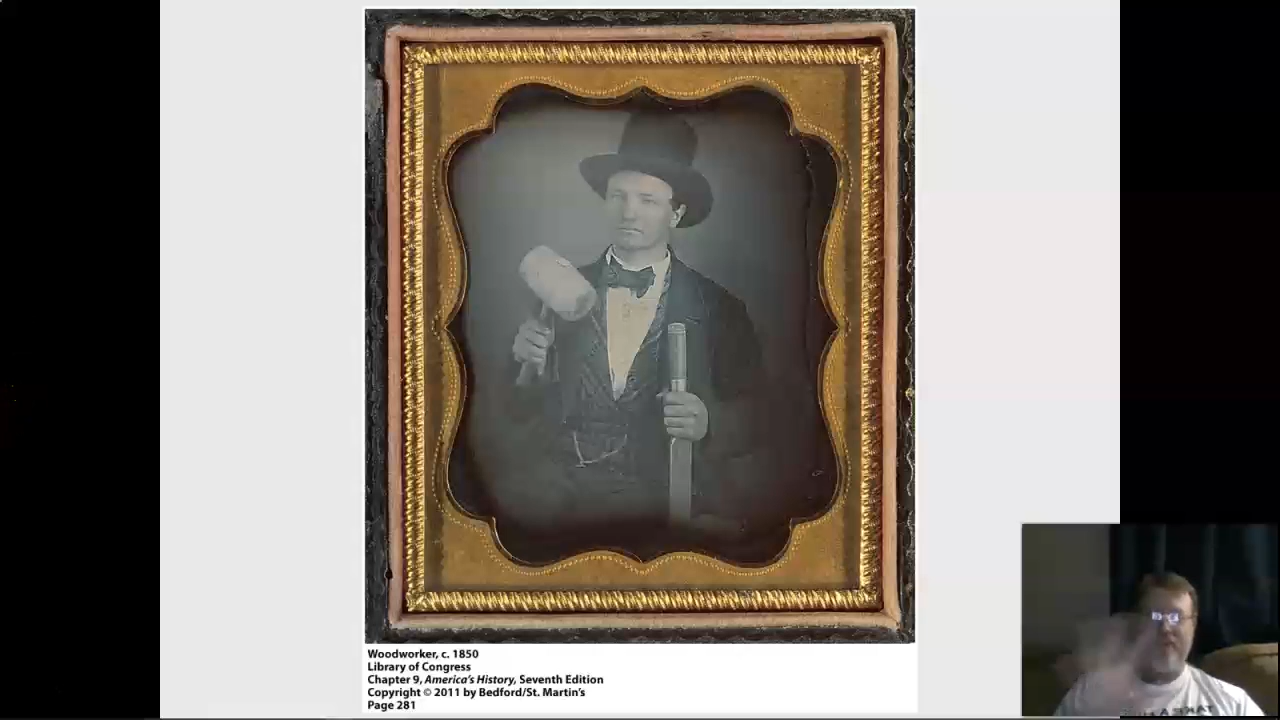 Woodworker, c. 1850
Library of Congress
Chapter 9, America's History, Seventh Edition
Copyright © 2011 by Bedford/St. Martin's
Page 281